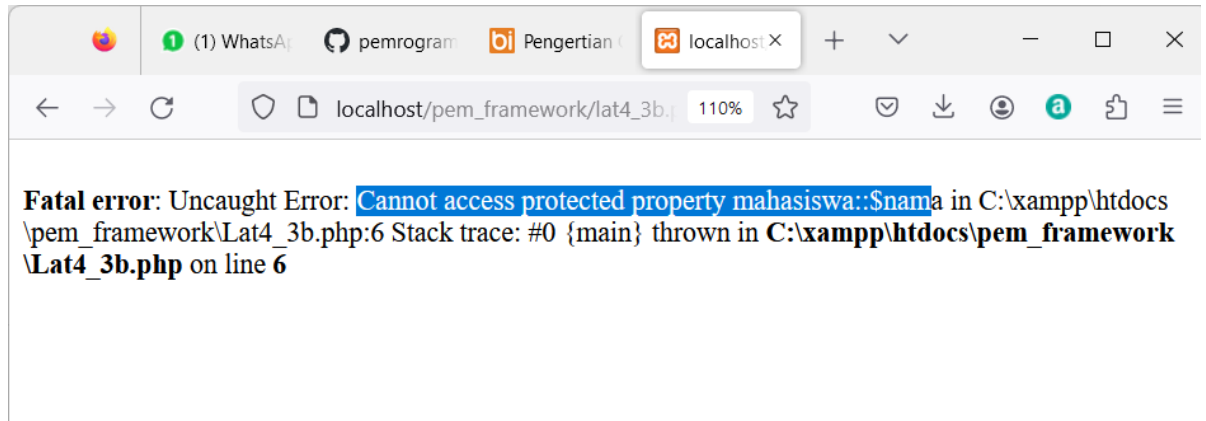 (1) WhatsA
pemrogram
Pengertian
localhost
localhost/pem_framework/lat4_3b.p
110%
Fatal error: Uncaught Error: Cannot access protected property mahasiswa::$nama in C:\xampp\htdocs
\pem_framework\Lat4_3b.php:6 Stack trace: #0 {main} thrown in C:\xampp\htdocs\pem_framework
\Lat4_3b.php on line 6